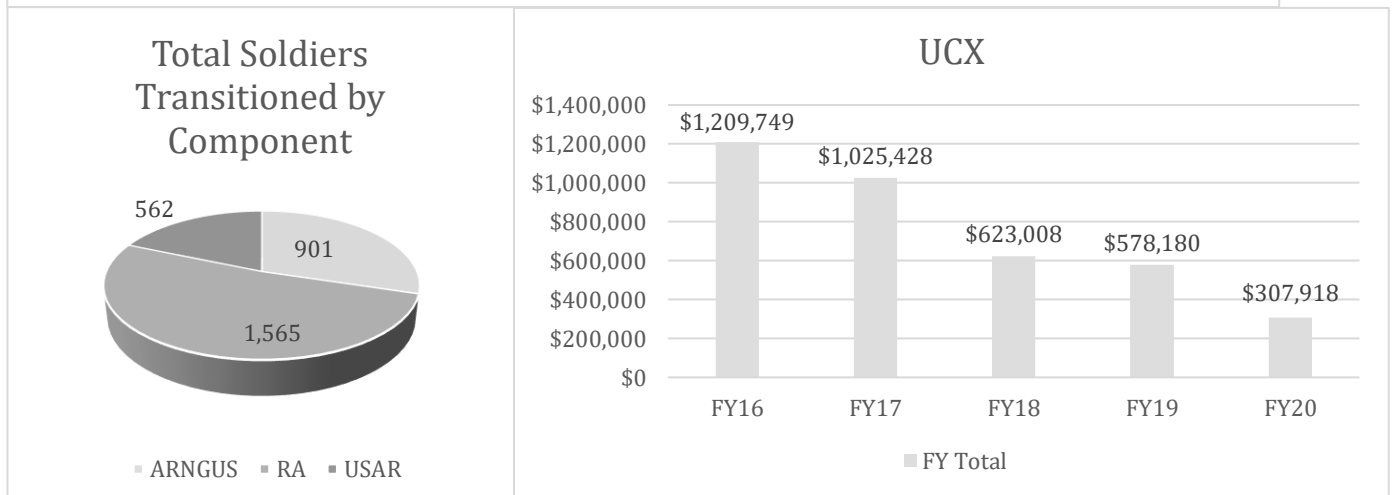 Total Soldiers
Transitioned by
Component
562
901
1,565
ARNGUS RA USAR
UCX
$1,400,000
$1,200,000
$1,000,000
$800,000
$600,000
$400,000
$200,000
$0
$1,209,749
$1,025,428
$623,008
$578,180
$307,918
FY16 FY17 FY18 FY19 FY20
FY Total